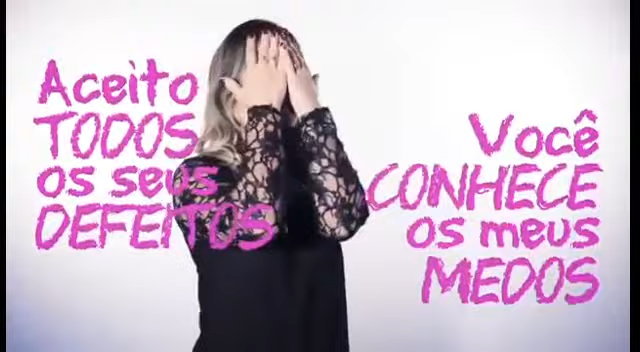 Aceito
TODOS
os seus
DEFEITOS
Você
CONHECE
os meus
MEDOS